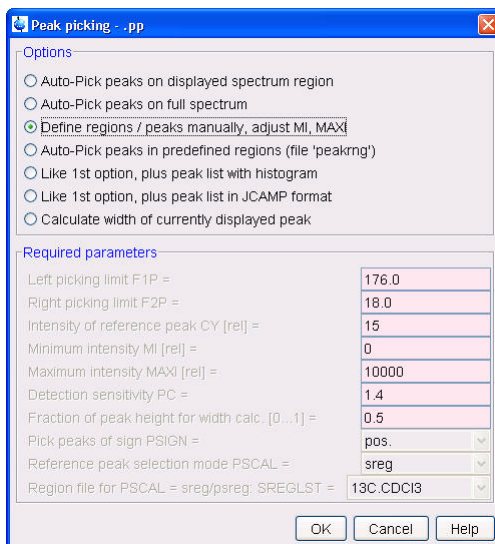 Peak picking - .pp
Options
Auto-Pick peaks on displayed spectrum region
Auto-Pick peaks on full spectrum
Define regions / peaks manually, adjust MI, MAXI
Auto-Pick peaks in predefined regions (file 'peakrng')
Like 1st option, plus peak list with histogram
Like 1st option, plus peak list in JCAMP format
Calculate width of currently displayed peak
Required parameters
Left picking limit F1P = 176.0
Right picking limit F2P = 18.0
Intensity of reference peak CY [rel] = 15
Minimum intensity MI [rel] = 0
Maximum intensity MAXI [rel] = 10000
Detection sensitivity PC = 1.4
Fraction of peak height for width calc. [0...1] = 0.5
Pick peaks of sign PSIGN = pos.
Reference peak selection mode PSCAL = sreg
Region file for PSCAL = sreg/psreg: SREGLST = 13C.CDCl3
OK Cancel Help